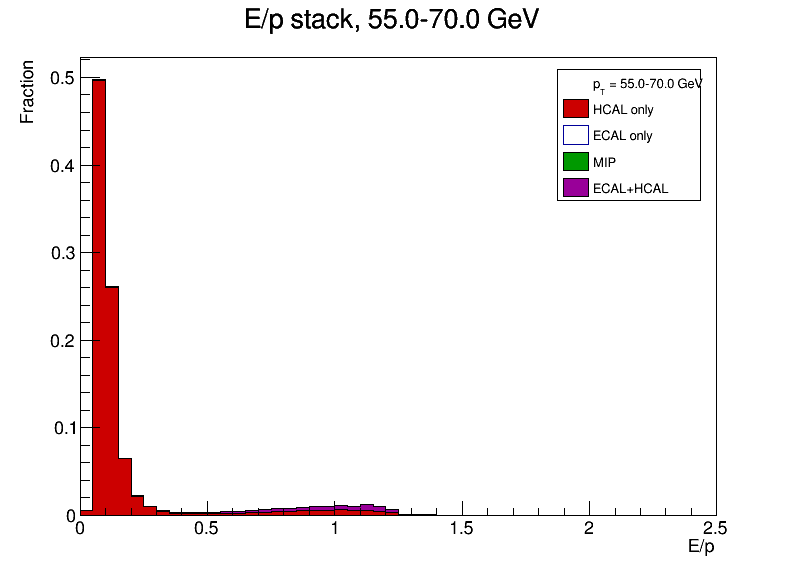 E/p stack, 55.0-70.0 GeV
Fraction
0.5
0.4
0.3
0.2
0.1
0
p_T = 55.0-70.0 GeV
HCAL only
ECAL only
MIP
ECAL+HCAL
0 0.5 1 1.5 2 2.5
E/p